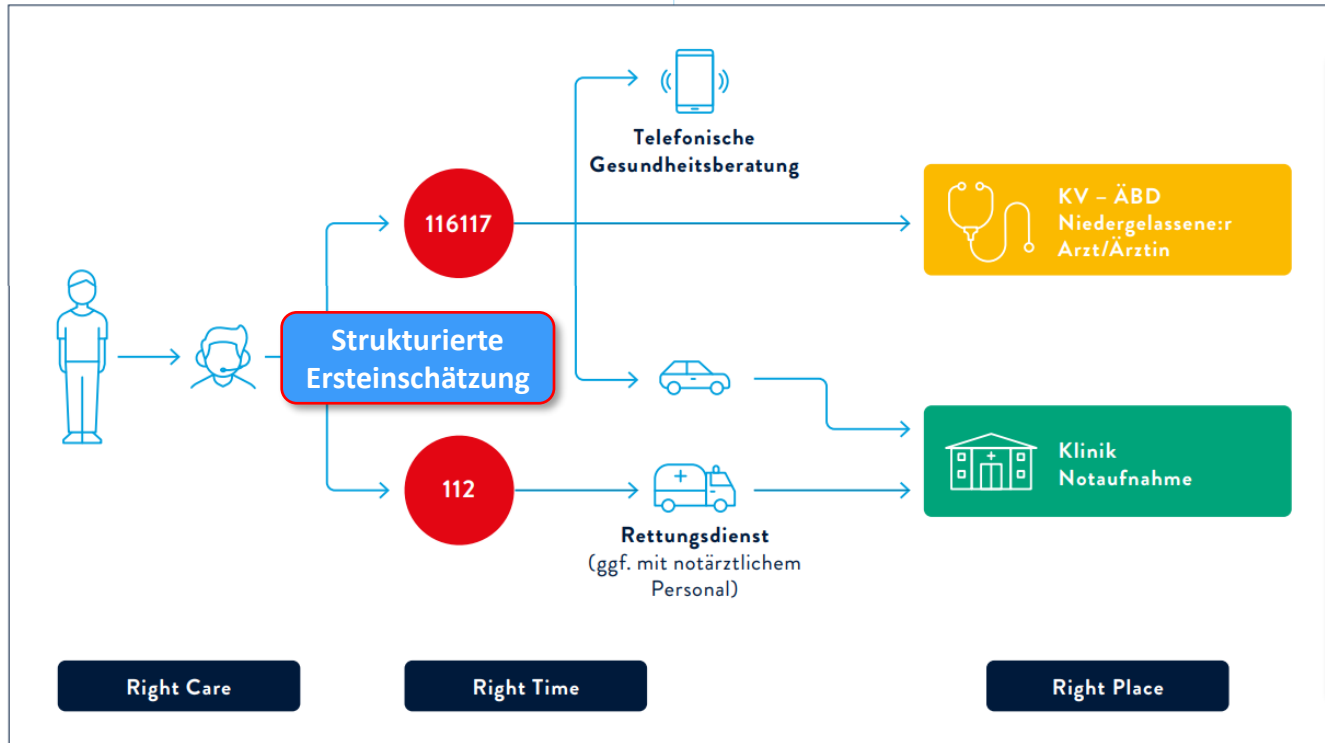 Telefonische
Gesundheitsberatung
116117
KV – ÄBD
Niedergelassene:r
Arzt/Ärztin
Strukturierte
Ersteinschätzung
112
Rettungsdienst
(ggf. mit notärztlichem
Personal)
Klinik
Notaufnahme
Right Care
Right Time
Right Place